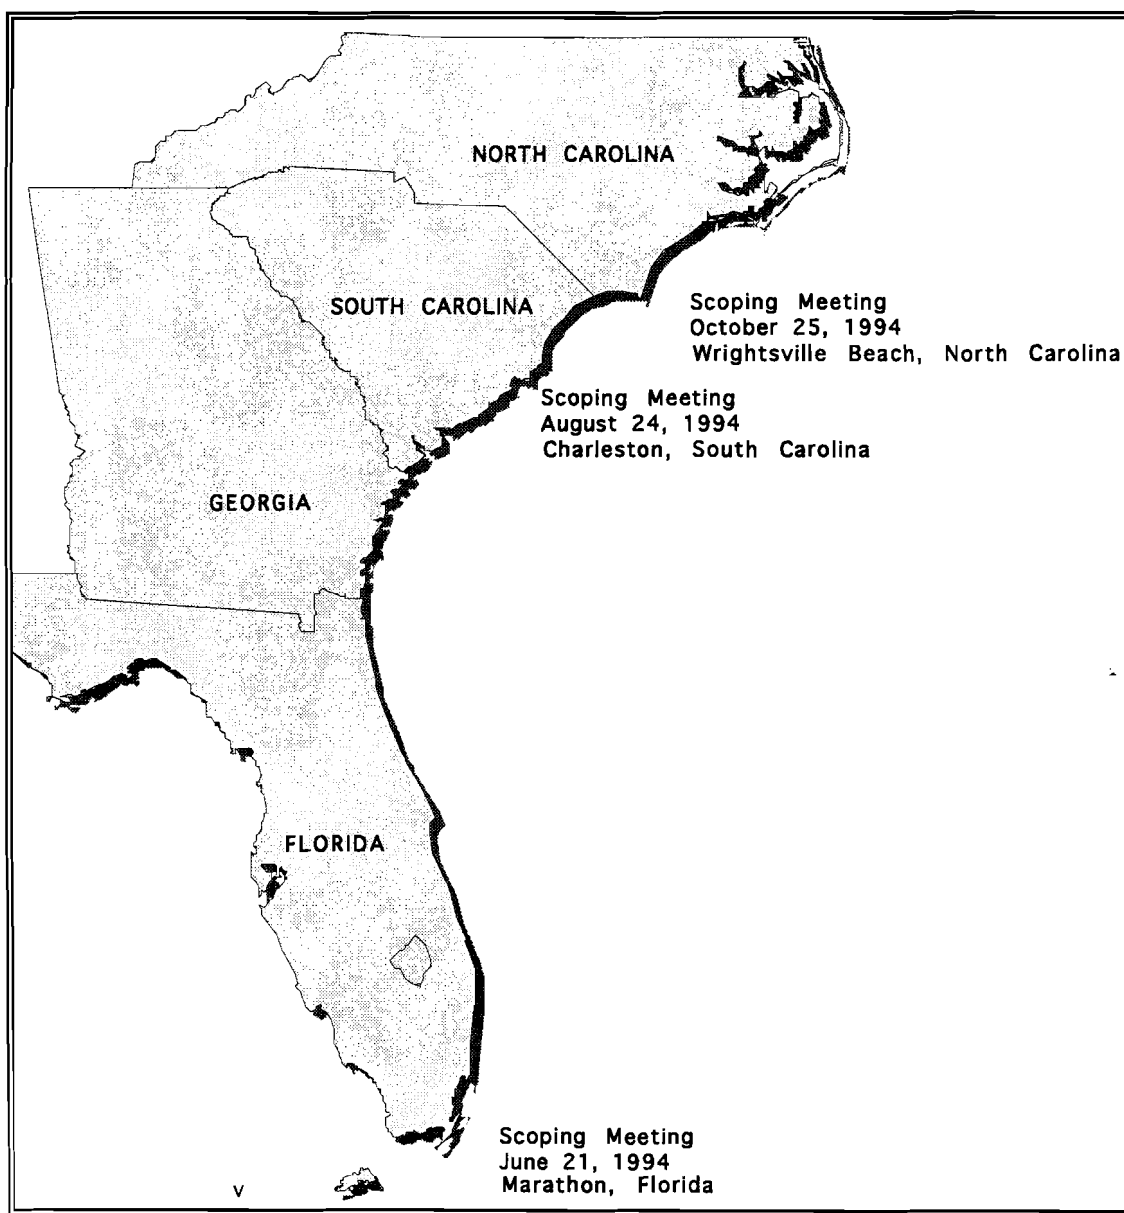 NORTH CAROLINA
SOUTH CAROLINA
Scoping Meeting
October 25, 1994
Wrightsville Beach, North Carolina
Scoping Meeting
August 24, 1994
Charleston, South Carolina
GEORGIA
FLORIDA
Scoping Meeting
June 21, 1994
Marathon, Florida